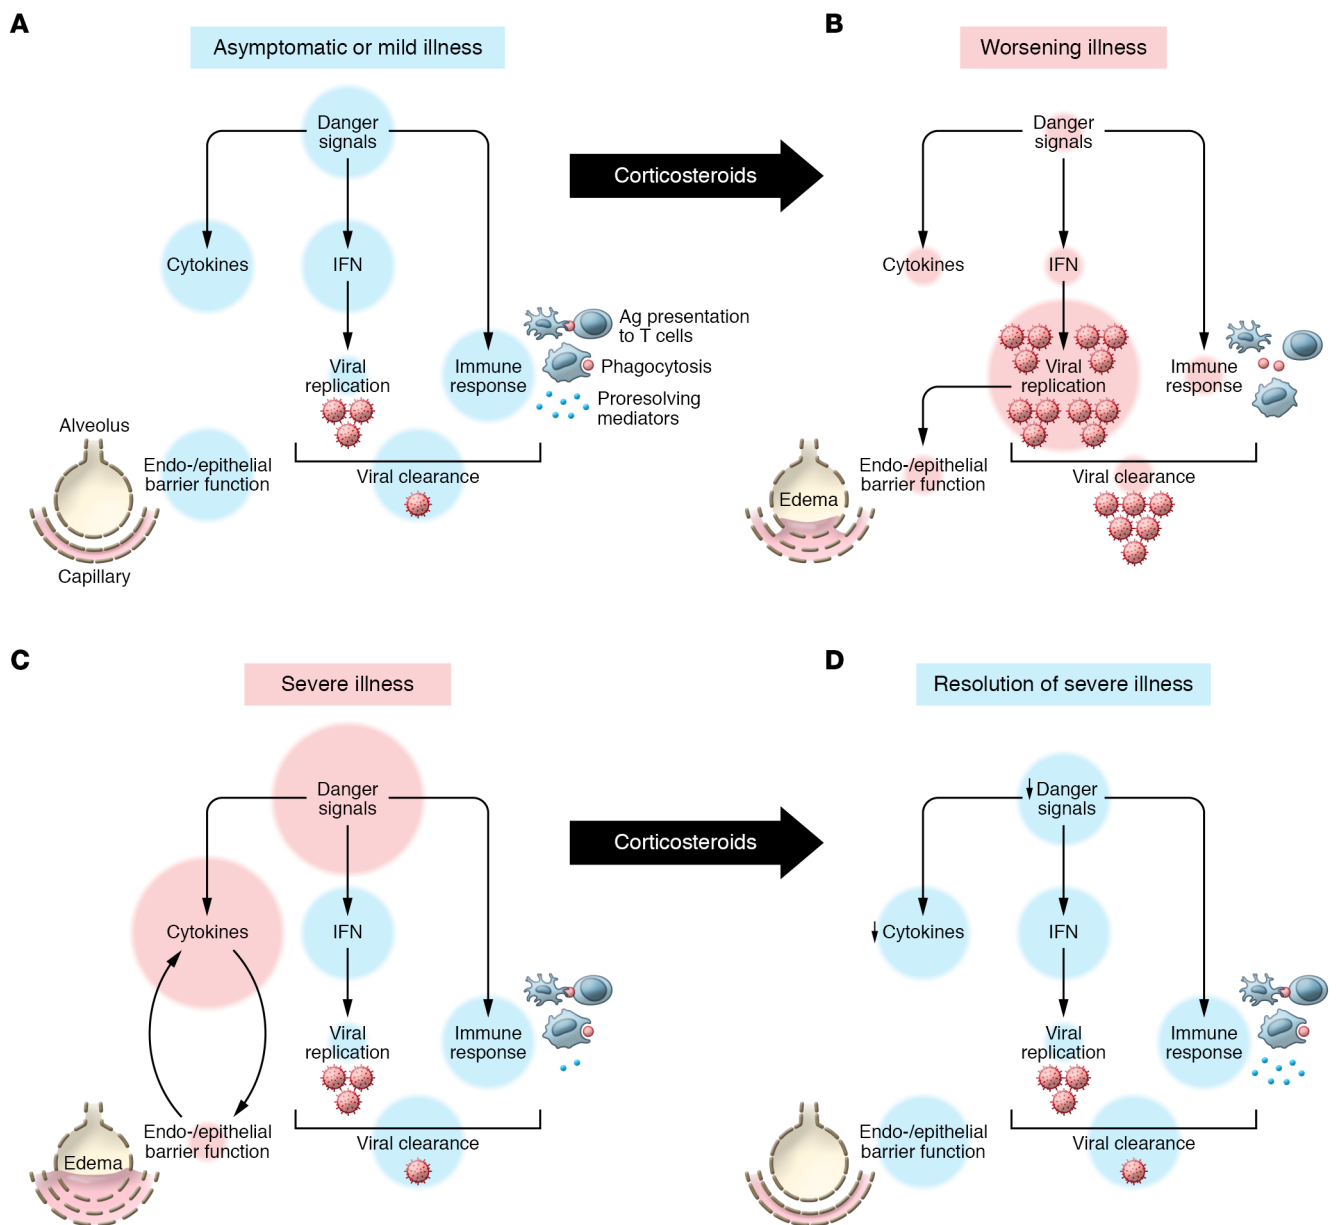 A
Asymptomatic or mild illness
Danger
signals
Cytokines
IFN
Viral
replication
Immune
response
Ag presentation
to T cells
Phagocytosis
Proresolving
mediators
Alveolus
Endo-/epithelial
barrier function
Viral clearance
Capillary
Corticosteroids
B
Worsening illness
Danger
signals
Cytokines
IFN
Viral
replication
Immune
response
Endo-/epithelial
barrier function
Edema
Viral clearance
C
Severe illness
Danger
signals
Cytokines
IFN
Viral
replication
Immune
response
Endo-/epithelial
barrier function
Edema
Viral clearance
Corticosteroids
D
Resolution of severe illness
↓ Danger
signals
↓ Cytokines
IFN
Viral
replication
Immune
response
Endo-/epithelial
barrier function
Viral clearance